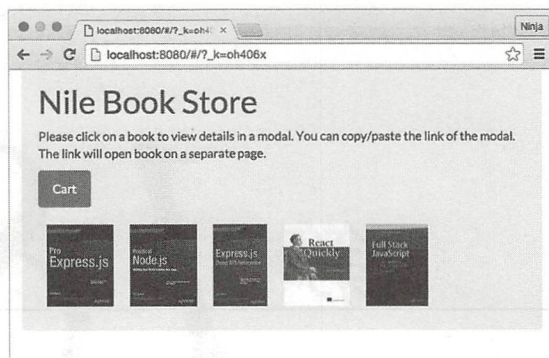 localhost:8080/#/?_k=oh4
Ninja
localhost:8080/#/?_k=oh406x
Nile Book Store
Please click on a book to view details in a modal. You can copy/paste the link of the modal.
The link will open book on a separate page.
Cart
Pro
Express.js
Practical
Node.js
Express.js
React
Quickly
Full Stack
JavaScript